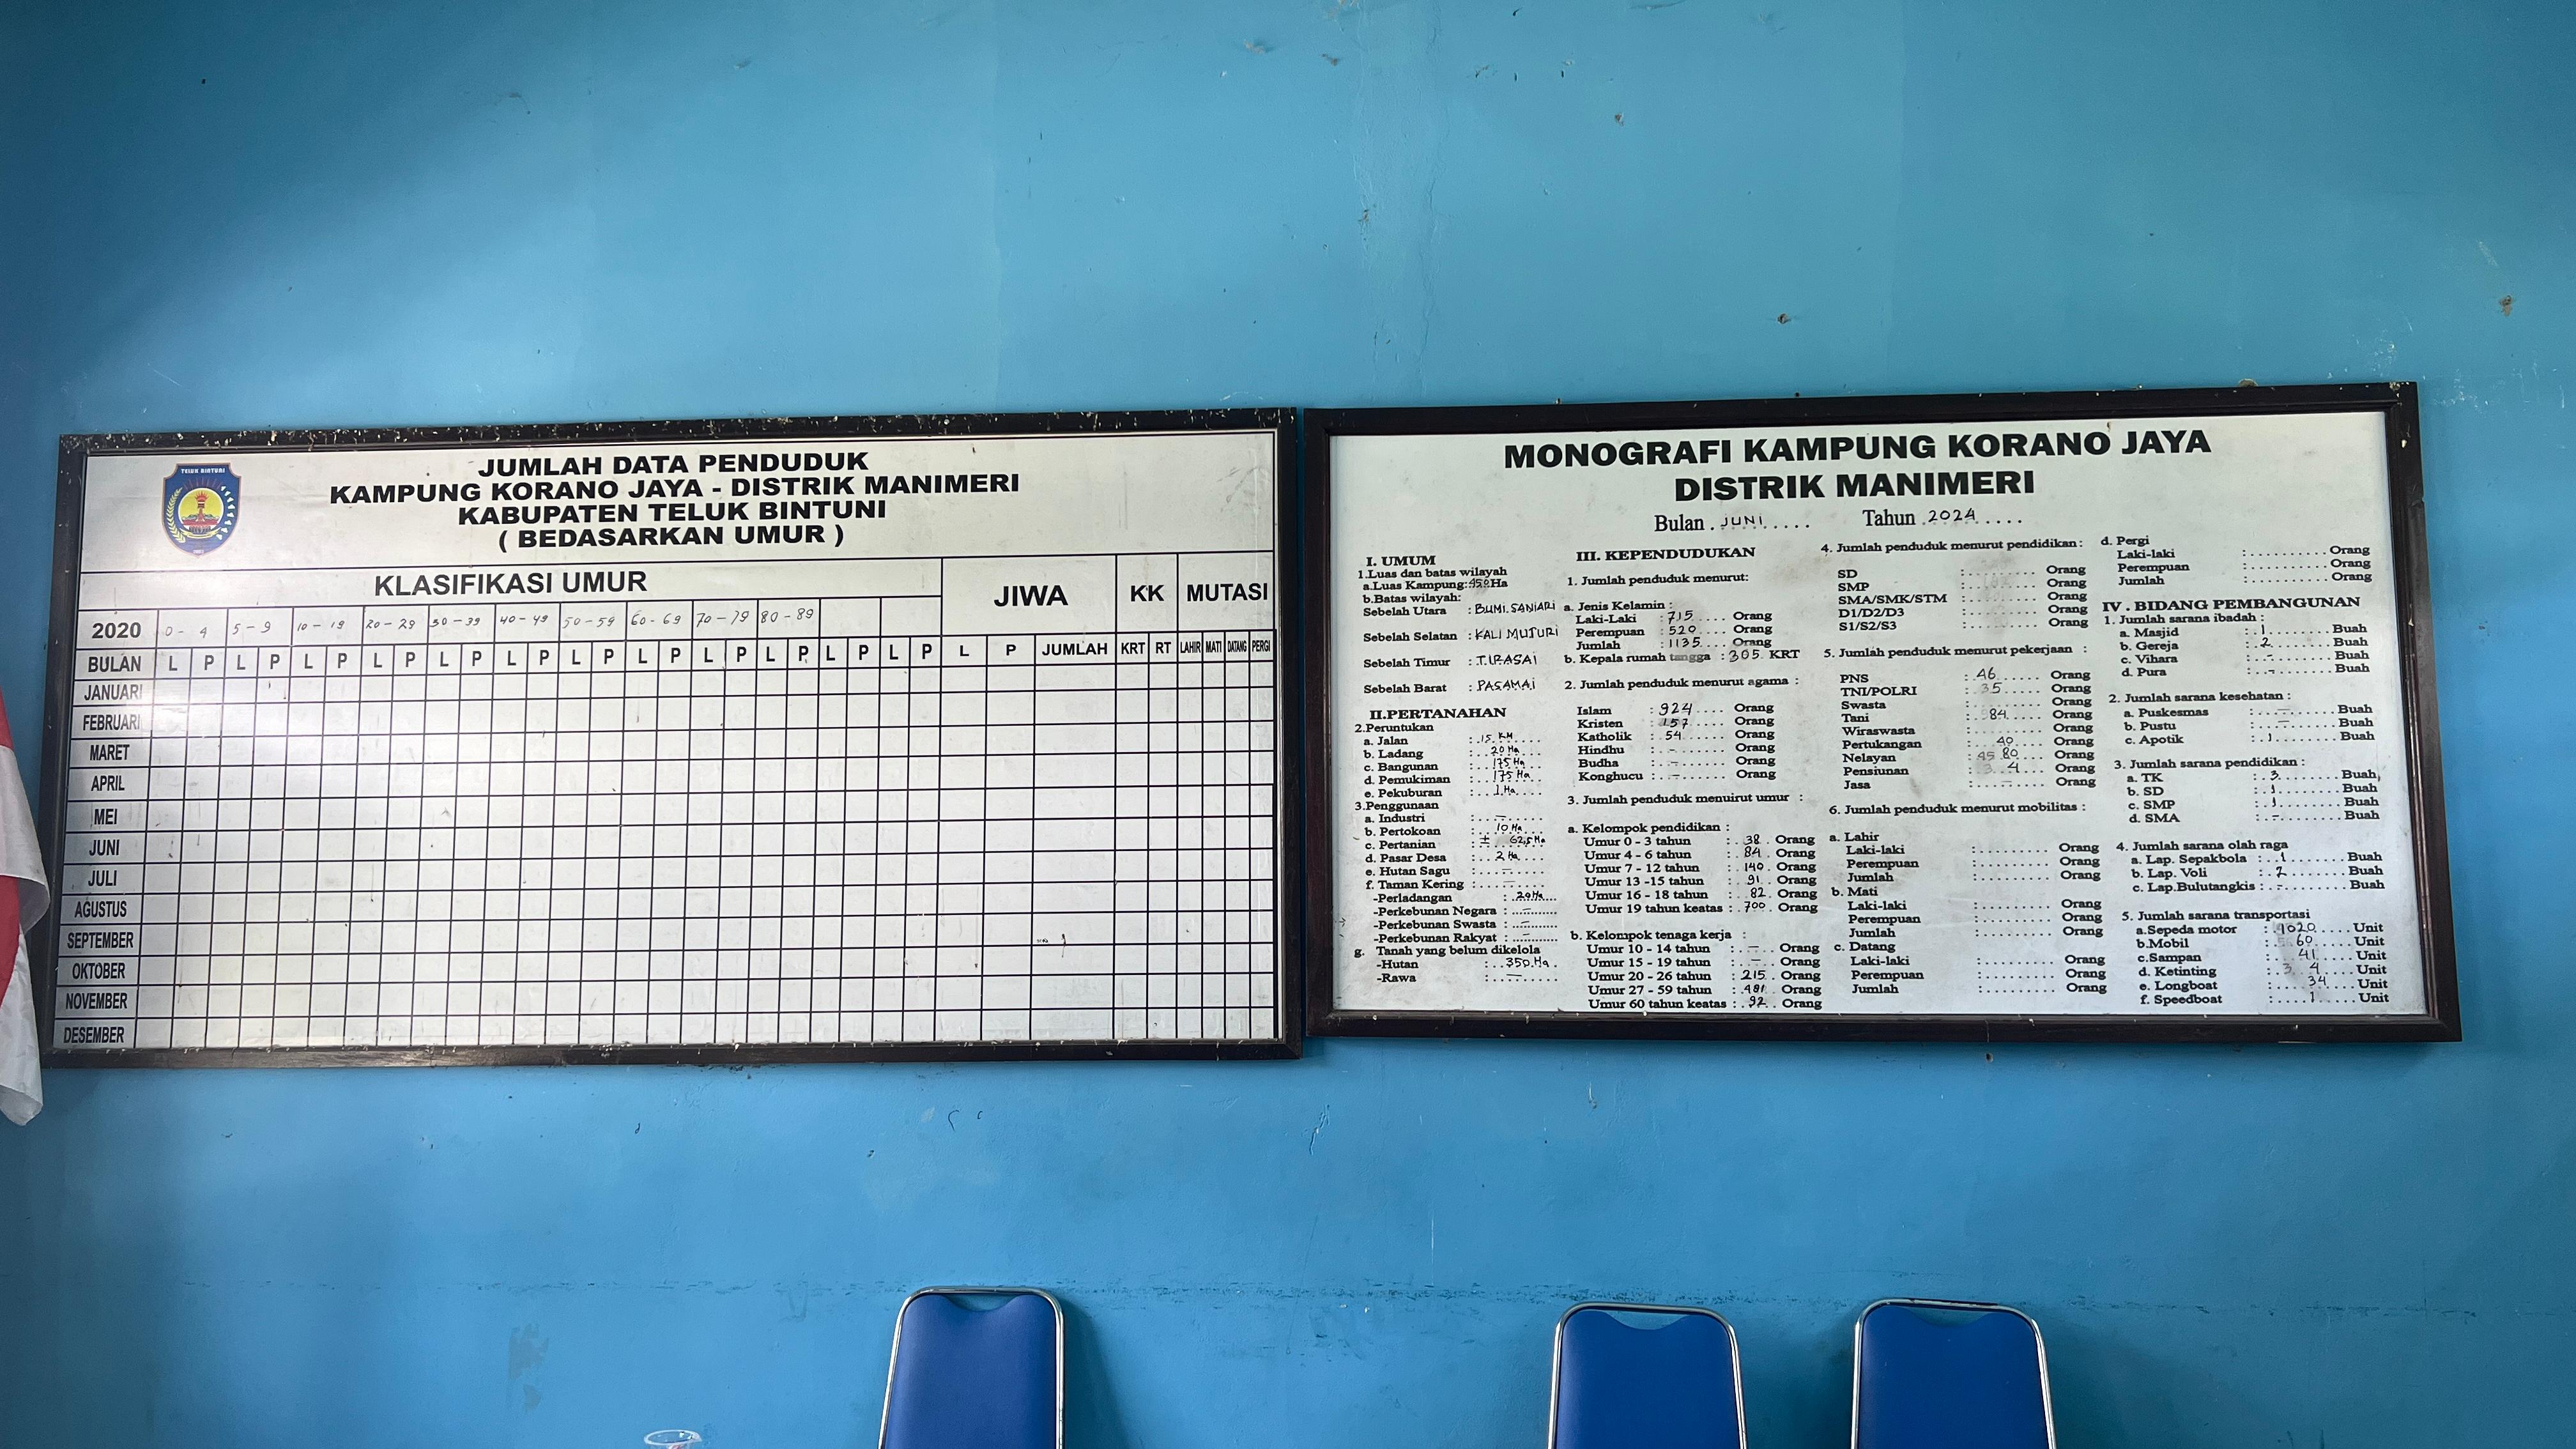 TELUK BINTUNI
JUMLAH DATA PENDUDUK
KAMPUNG KORANO JAYA - DISTRIK MANIMERI
KABUPATEN TELUK BINTUNI
( BEDASARKAN UMUR )
KLASIFIKASI UMUR JIWA KK MUTASI
2020 0 - 4 5 - 9 10 - 19 20 - 29 30 - 39 40 - 49 50 - 59 60 - 69 70 - 79 80 - 89
BULAN L P L P L P L P L P L P L P L P L P L P L P L P L P JUMLAH KRT RT LAHIR MATI DATANG PERGI
JANUARI
FEBRUARI
MARET
APRIL
MEI
JUNI
JULI
AGUSTUS
SEPTEMBER
OKTOBER
NOVEMBER
DESEMBER
MONOGRAFI KAMPUNG KORANO JAYA
DISTRIK MANIMERI
Bulan . JUNI ..... Tahun .2024 ....
I. UMUM
1.Luas dan batas wilayah
a.Luas Kampung: Ha
b.Batas wilayah:
Sebelah Utara : BUMI.SANIARI
Sebelah Selatan : KALI MUTURI
Sebelah Timur : TIRASAI
Sebelah Barat : PASAMAI
II.PERTANAHAN
2.Peruntukan
a. Jalan : 15 KM
b. Ladang : 20 Ha
c. Bangunan : 175 Ha
d. Pemukiman : 175 Ha
e. Pekuburan : 1 Ha
3.Penggunaan
a. Industri : -
b. Pertokoan : 10 Ha
c. Pertanian : ± 62,5 Ha
d. Pasar Desa : 2 Ha
e. Hutan Sagu : -
f. Taman Kering :
-Perladangan : 20 Ha
-Perkebunan Negara : -
-Perkebunan Swasta : -
-Perkebunan Rakyat : -
g. Tanah yang belum dikelola
-Hutan : 350 Ha
-Rawa : -
III. KEPENDUDUKAN
1. Jumlah penduduk menurut:
a. Jenis Kelamin :
Laki-Laki : 715 Orang
Perempuan : 520 Orang
Jumlah : 1135 Orang
b. Kepala rumah tangga : 305 KRT
2. Jumlah penduduk menurut agama :
Islam : 924 Orang
Kristen : 157 Orang
Katholik : 54 Orang
Hindhu : - Orang
Budha : - Orang
Konghucu : - Orang
3. Jumlah penduduk menuirut umur :
a. Kelompok pendidikan :
Umur 0 - 3 tahun : 38 Orang
Umur 4 - 6 tahun : 84 Orang
Umur 7 - 12 tahun : 140 Orang
Umur 13 -15 tahun : 91 Orang
Umur 16 - 18 tahun : 82 Orang
Umur 19 tahun keatas : 700 Orang
b. Kelompok tenaga kerja :
Umur 10 - 14 tahun : - Orang
Umur 15 - 19 tahun : - Orang
Umur 20 - 26 tahun : 215 Orang
Umur 27 - 59 tahun : 481 Orang
Umur 60 tahun keatas : 92 Orang
4. Jumlah penduduk menurut pendidikan :
SD : Orang
SMP : Orang
SMA/SMK/STM : Orang
D1/D2/D3 : Orang
S1/S2/S3 : Orang
5. Jumlah penduduk menurut pekerjaan :
PNS : 46 Orang
TNI/POLRI : 35 Orang
Swasta : Orang
Tani : 84 Orang
Wiraswasta : Orang
Pertukangan : 40 Orang
Nelayan : 80 Orang
Pensiunan : 4 Orang
Jasa : Orang
6. Jumlah penduduk menurut mobilitas :
a. Lahir
Laki-laki : Orang
Perempuan : Orang
Jumlah : Orang
b. Mati
Laki-laki : Orang
Perempuan : Orang
Jumlah : Orang
c. Datang
Laki-laki : Orang
Perempuan : Orang
Jumlah : Orang
d. Pergi
Laki-laki : Orang
Perempuan : Orang
Jumlah : Orang
IV . BIDANG PEMBANGUNAN
1. Jumlah sarana ibadah :
a. Masjid : 1 Buah
b. Gereja : 2 Buah
c. Vihara : - Buah
d. Pura : - Buah
2. Jumlah sarana kesehatan :
a. Puskesmas : - Buah
b. Pustu : - Buah
c. Apotik : 1 Buah
3. Jumlah sarana pendidikan :
a. TK : 3 Buah
b. SD : 1 Buah
c. SMP : 1 Buah
d. SMA : - Buah
4. Jumlah sarana olah raga
a. Lap. Sepakbola : 1 Buah
b. Lap. Voli : 2 Buah
c. Lap.Bulutangkis : - Buah
5. Jumlah sarana transportasi
a.Sepeda motor : 1020 Unit
b.Mobil : 60 Unit
c.Sampan : 41 Unit
d. Ketinting : 4 Unit
e. Longboat : 34 Unit
f. Speedboat : 1 Unit